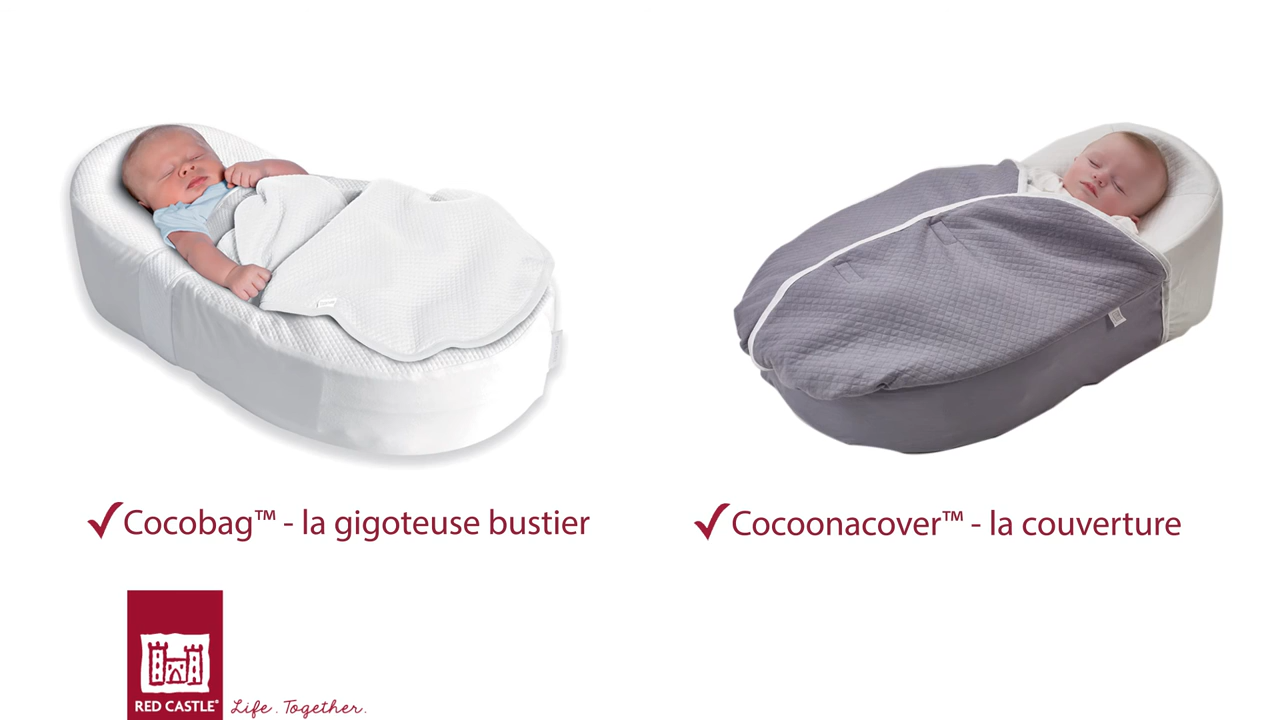 Cocobag™ - la gigoteuse bustier
Cocoonacover™ - la couverture
RED CASTLE®
Life . Together.